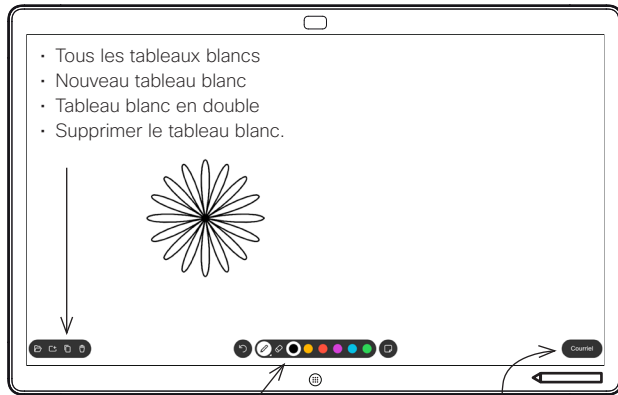 • Tous les tableaux blancs
• Nouveau tableau blanc
• Tableau blanc en double
• Supprimer le tableau blanc.
Courriel